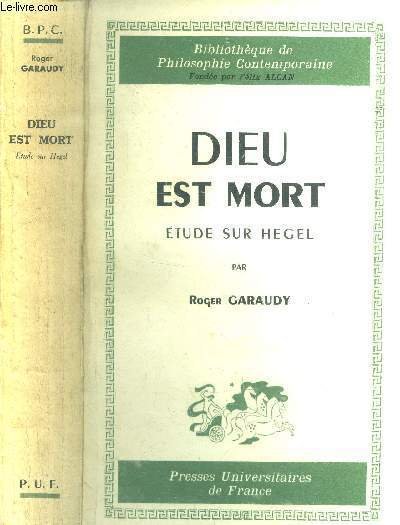 Le-livre.com
B. P. C.
Roger
GARAUDY
DIEU
EST MORT
Etude sur Hegel
P. U. F.
Bibliothèque de
Philosophie Contemporaine
Fondée par Félix ALCAN
DIEU
EST MORT
ÉTUDE SUR HEGEL
PAR
ROGER GARAUDY
Presses Universitaires
de France